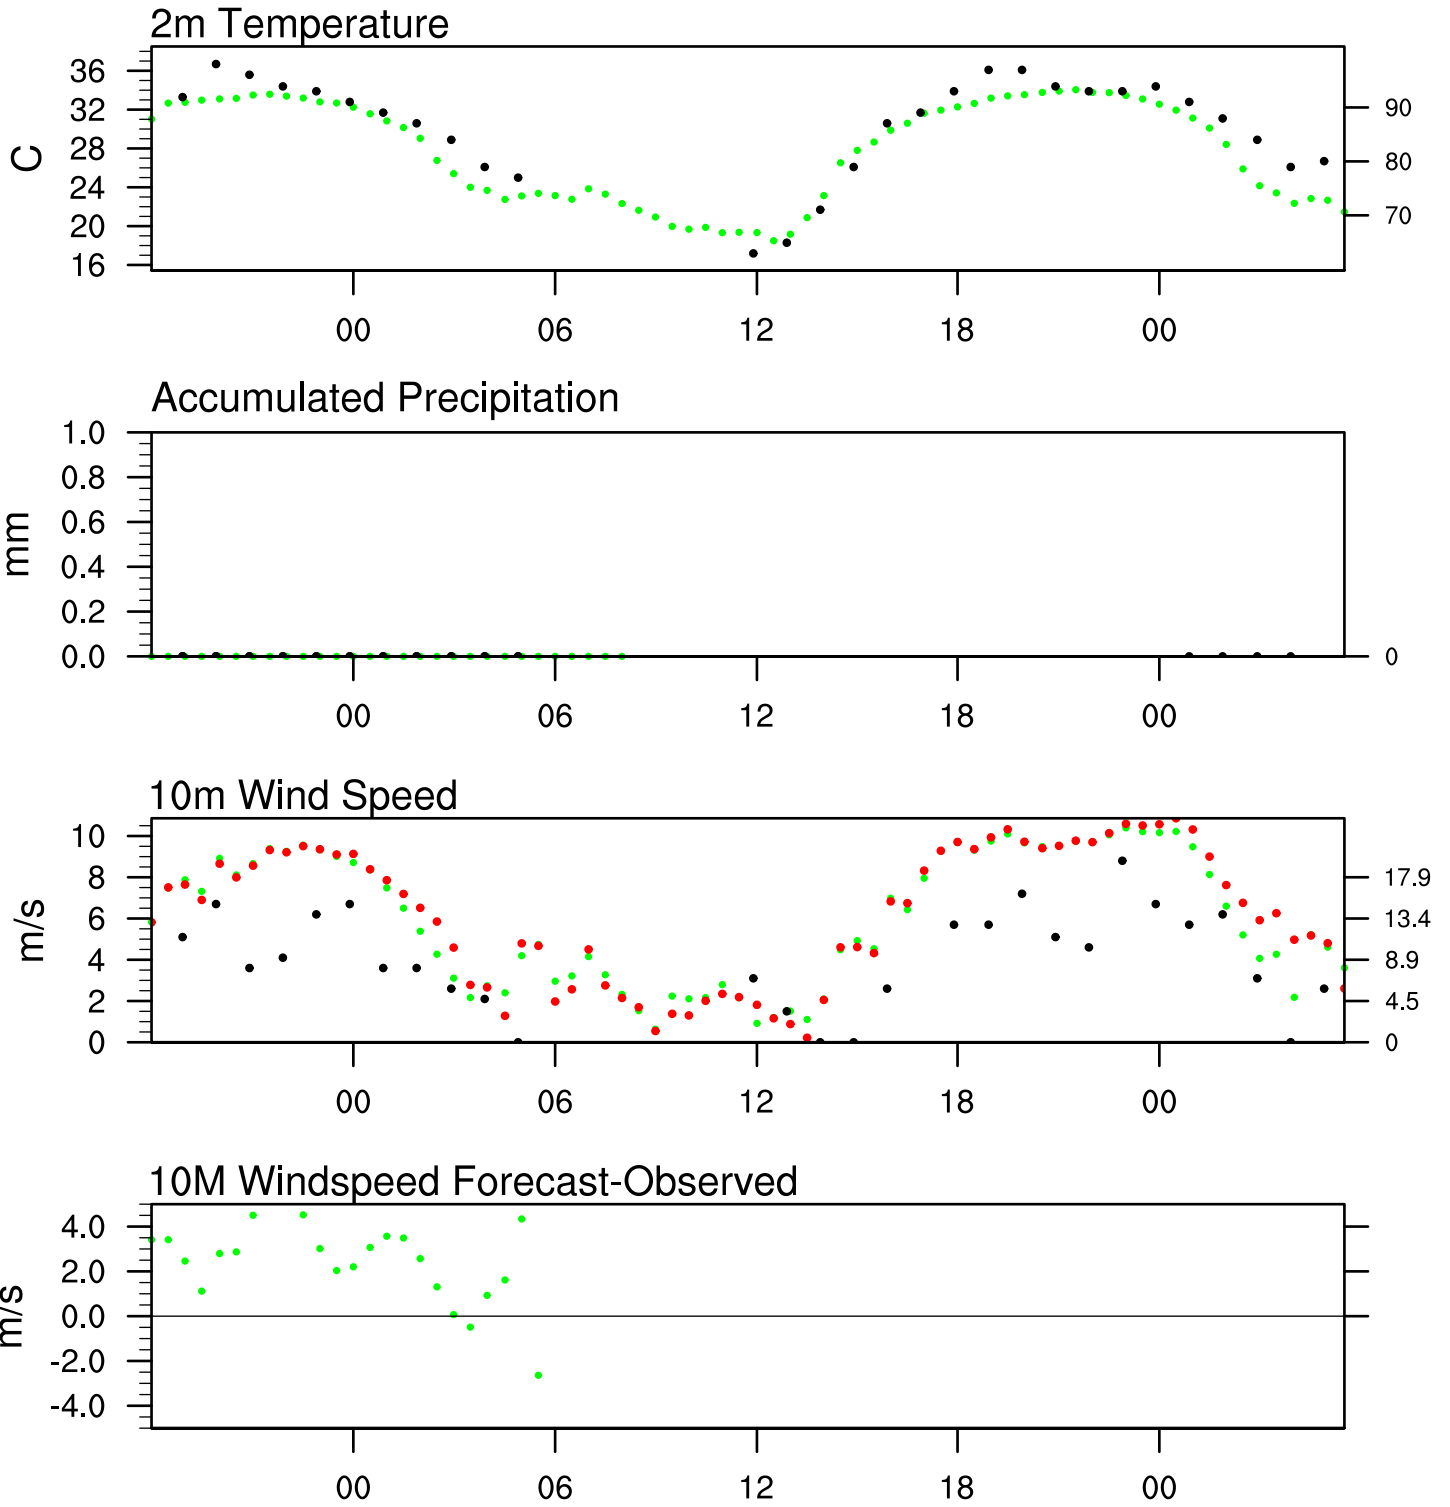 2m Temperature
36
32
28
24
20
16
C
90
80
70
00 06 12 18 00
Accumulated Precipitation
1.0
0.8
0.6
0.4
0.2
0.0
mm
0
00 06 12 18 00
10m Wind Speed
10
8
6
4
2
0
m/s
17.9
13.4
8.9
4.5
0
00 06 12 18 00
10M Windspeed Forecast-Observed
4.0
2.0
0.0
-2.0
-4.0
m/s
00 06 12 18 00